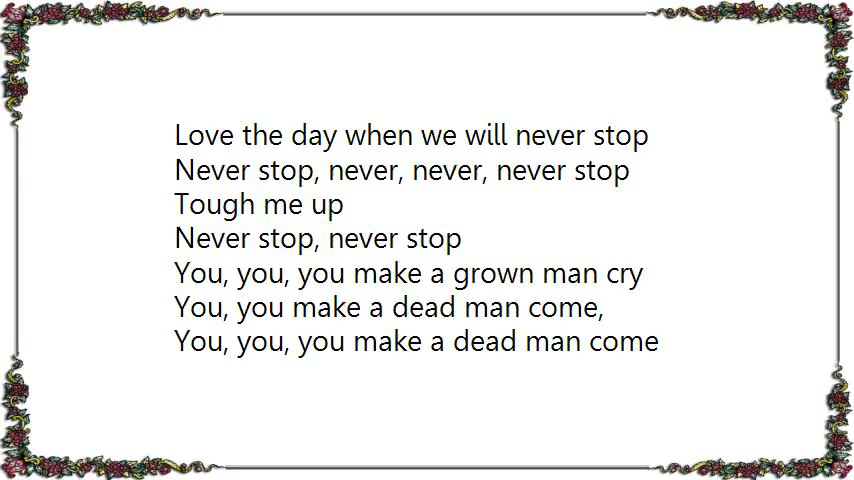 Love the day when we will never stop
Never stop, never, never, never stop
Tough me up
Never stop, never stop
You, you, you make a grown man cry
You, you make a dead man come,
You, you, you make a dead man come